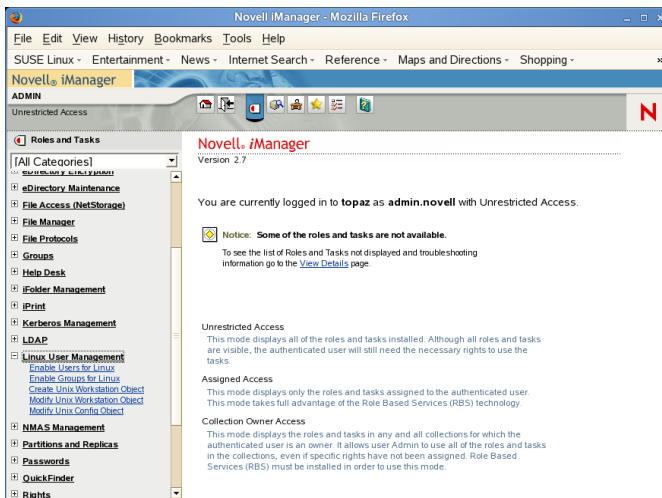 Novell iManager - Mozilla Firefox
File Edit View History Bookmarks Tools Help
SUSE Linux Entertainment News Internet Search Reference Maps and Directions Shopping »
Novell® iManager
ADMIN
Unrestricted Access
N
Roles and Tasks
[All Categories]
eDirectory Encryption
eDirectory Maintenance
File Access (NetStorage)
File Manager
File Protocols
Groups
Help Desk
iFolder Management
iPrint
Kerberos Management
LDAP
Linux User Management
Enable Users for Linux
Enable Groups for Linux
Create Unix Workstation Object
Modify Unix Workstation Object
Modify Unix Config Object
NMAS Management
Partitions and Replicas
Passwords
QuickFinder
Rights
Novell® iManager
Version 2.7
You are currently logged in to topaz as admin.novell with Unrestricted Access.
Notice: Some of the roles and tasks are not available.
To see the list of Roles and Tasks not displayed and troubleshooting
information go to the View Details page.
Unrestricted Access
This mode displays all of the roles and tasks installed. Although all roles and tasks
are visible, the authenticated user will still need the necessary rights to use the
tasks.
Assigned Access
This mode displays only the roles and tasks assigned to the authenticated user.
This mode takes full advantage of the Role Based Services (RBS) technology.
Collection Owner Access
This mode displays the roles and tasks in any and all collections for which the
authenticated user is an owner. It allows user Admin to use all of the roles and tasks
in the collections, even if specific rights have not been assigned. Role Based
Services (RBS) must be installed in order to use this mode.